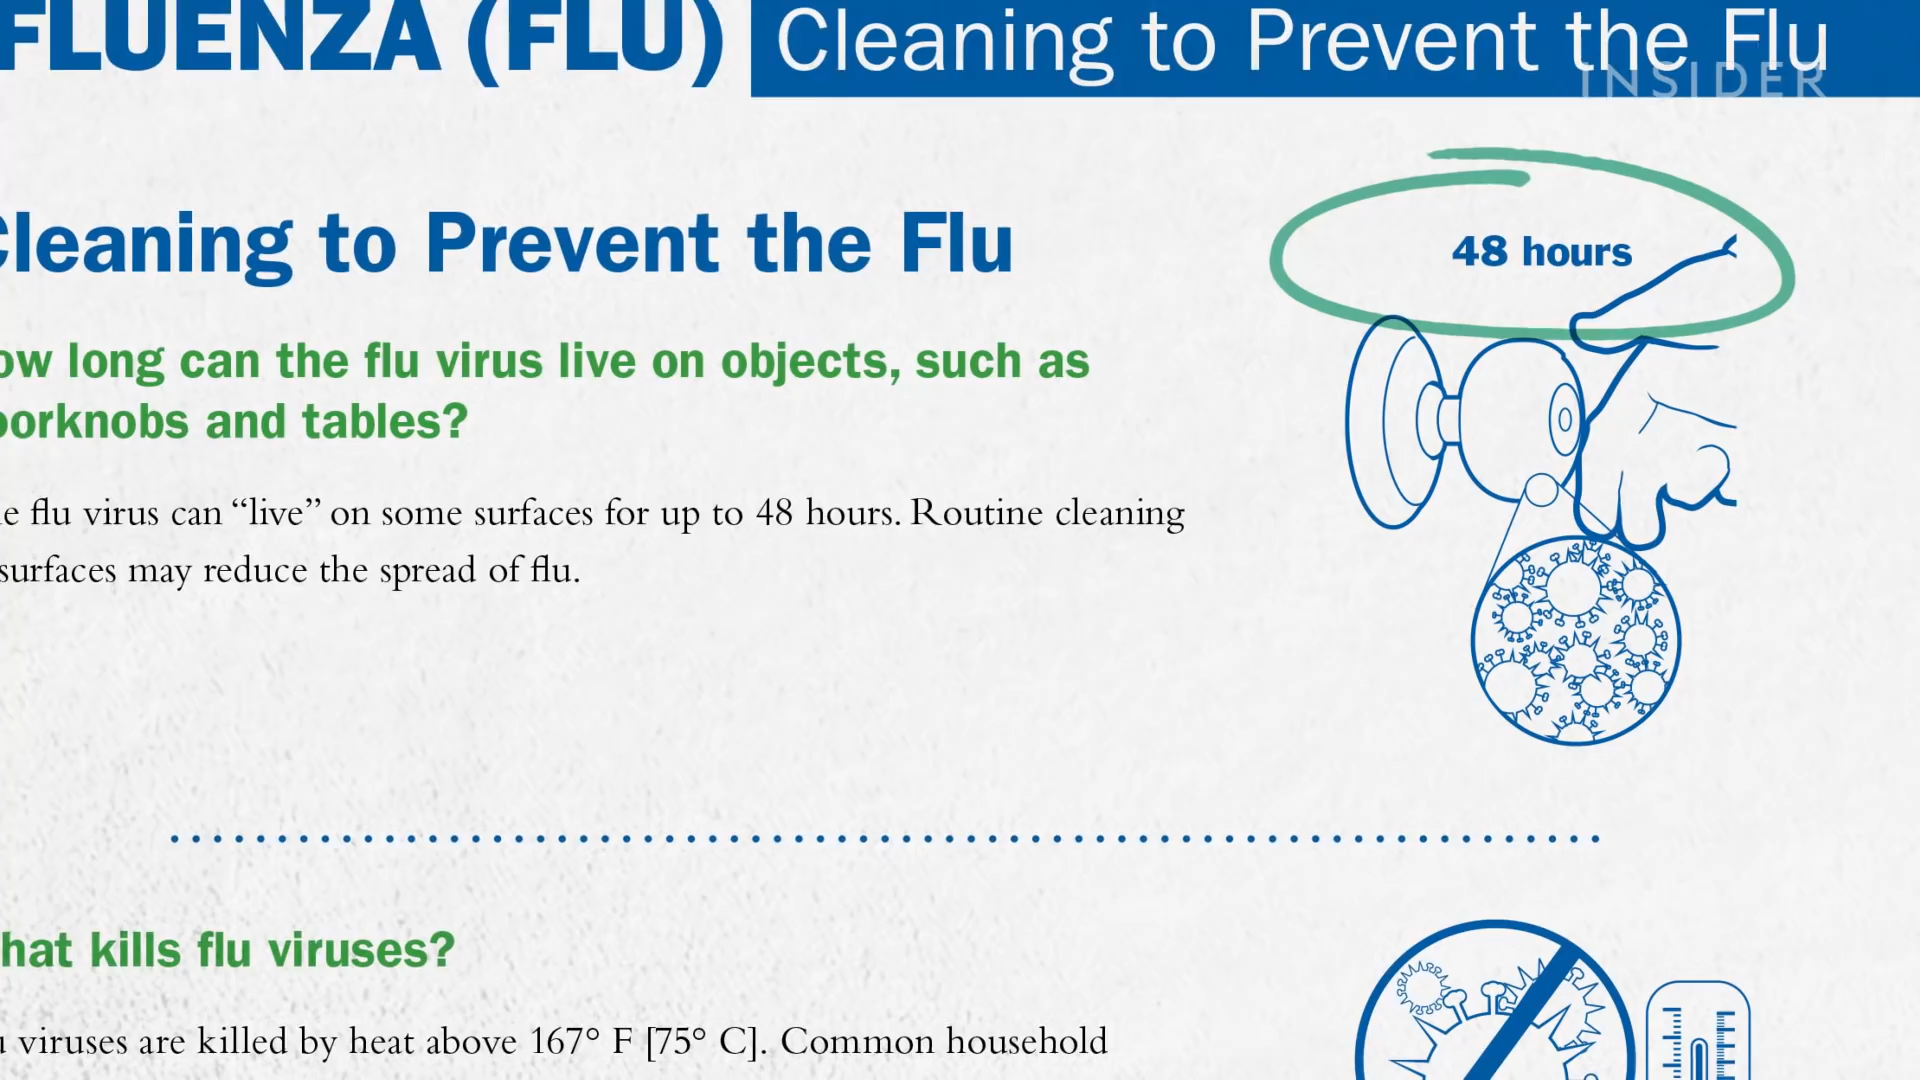 FLUENZA (FLU) Cleaning to Prevent the Flu
INSIDER
Cleaning to Prevent the Flu
48 hours
ow long can the flu virus live on objects, such as
oorknobs and tables?
e flu virus can “live” on some surfaces for up to 48 hours. Routine cleaning
surfaces may reduce the spread of flu.
hat kills flu viruses?
u viruses are killed by heat above 167° F [75° C]. Common household